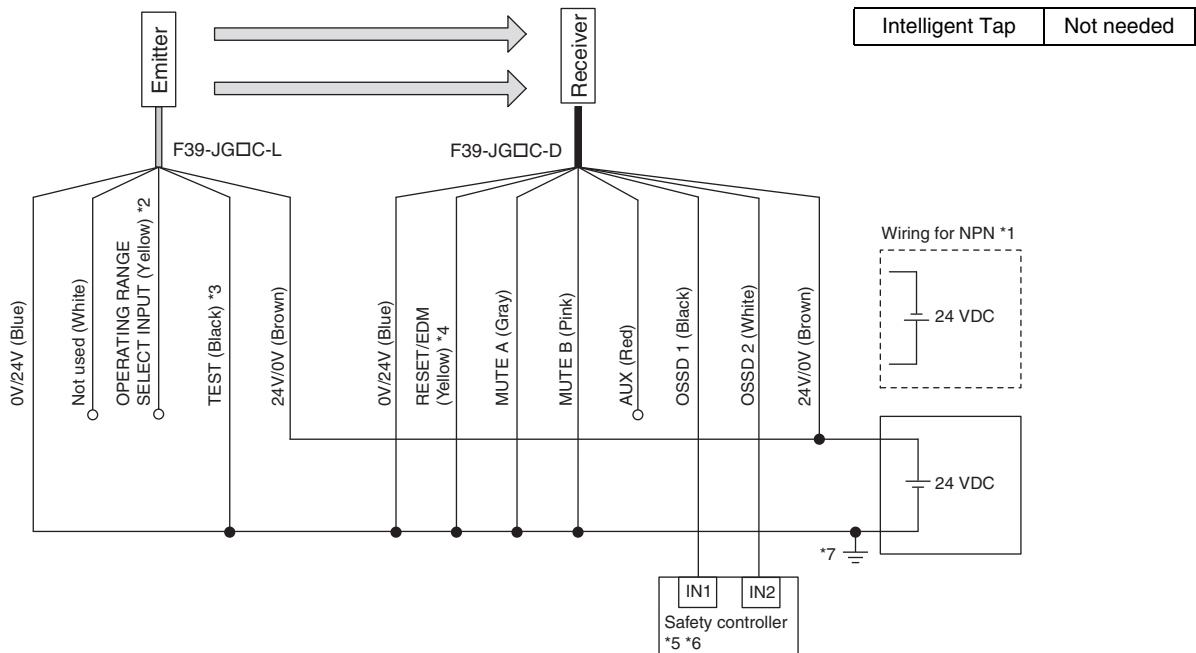 Intelligent Tap Not needed
Emitter
Receiver
F39-JG□C-L
F39-JG□C-D
0V/24V (Blue)
Not used (White)
OPERATING RANGE
SELECT INPUT (Yellow) *2
TEST (Black) *3
24V/0V (Brown)
0V/24V (Blue)
RESET/EDM
(Yellow) *4
MUTE A (Gray)
MUTE B (Pink)
AUX (Red)
OSSD 1 (Black)
OSSD 2 (White)
24V/0V (Brown)
Wiring for NPN *1
24 VDC
24 VDC
*7
IN1
IN2
Safety controller
*5 *6